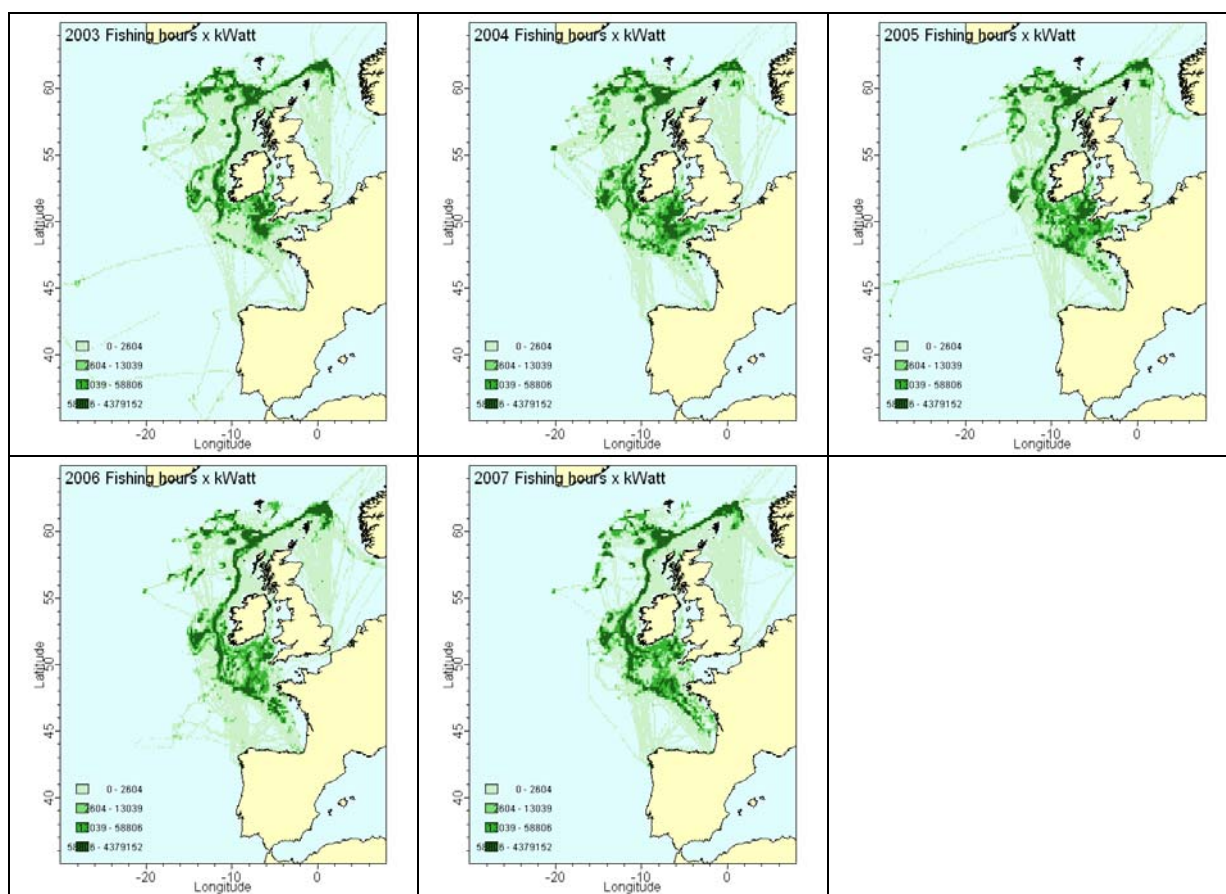 2003 Fishing hours x kWatt
60
55
50
45
40
Latitude
0 - 2604
2604 - 13039
13039 - 58806
58806 - 4379152
-20 -10 0
Longitude
2004 Fishing hours x kWatt
60
55
50
45
40
Latitude
0 - 2604
2604 - 13039
13039 - 58806
58806 - 4379152
-20 -10 0
Longitude
2005 Fishing hours x kWatt
60
55
50
45
40
Latitude
0 - 2604
2604 - 13039
13039 - 58806
58806 - 4379152
-20 -10 0
Longitude
2006 Fishing hours x kWatt
60
55
50
45
40
Latitude
0 - 2604
2604 - 13039
13039 - 58806
58806 - 4379152
-20 -10 0
Longitude
2007 Fishing hours x kWatt
60
55
50
45
40
Latitude
0 - 2604
2604 - 13039
13039 - 58806
58806 - 4379152
-20 -10 0
Longitude